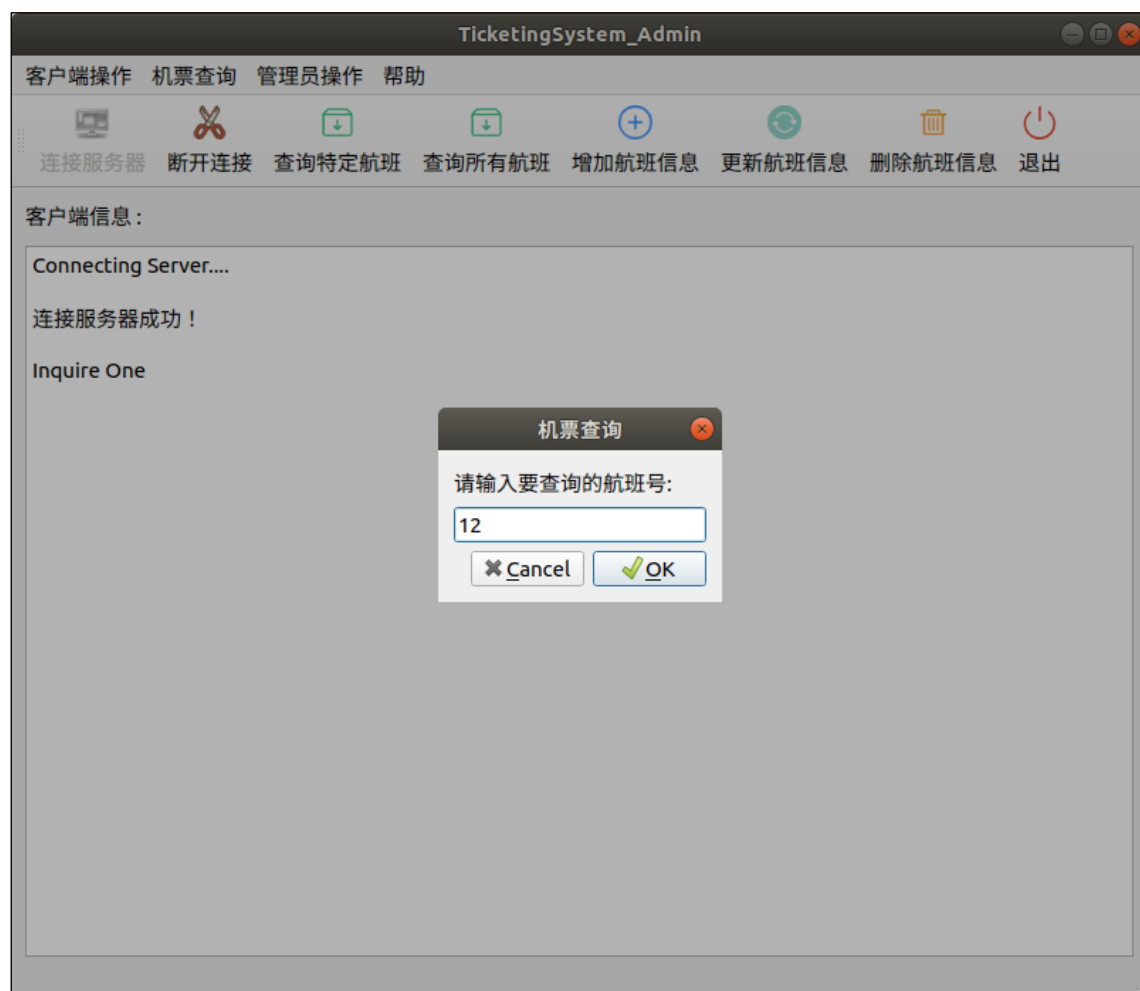 TicketingSystem_Admin
客户端操作 机票查询 管理员操作 帮助
连接服务器 断开连接 查询特定航班 查询所有航班 增加航班信息 更新航班信息 删除航班信息 退出
客户端信息:
Connecting Server....
连接服务器成功！
Inquire One
机票查询
请输入要查询的航班号:
12
Cancel OK